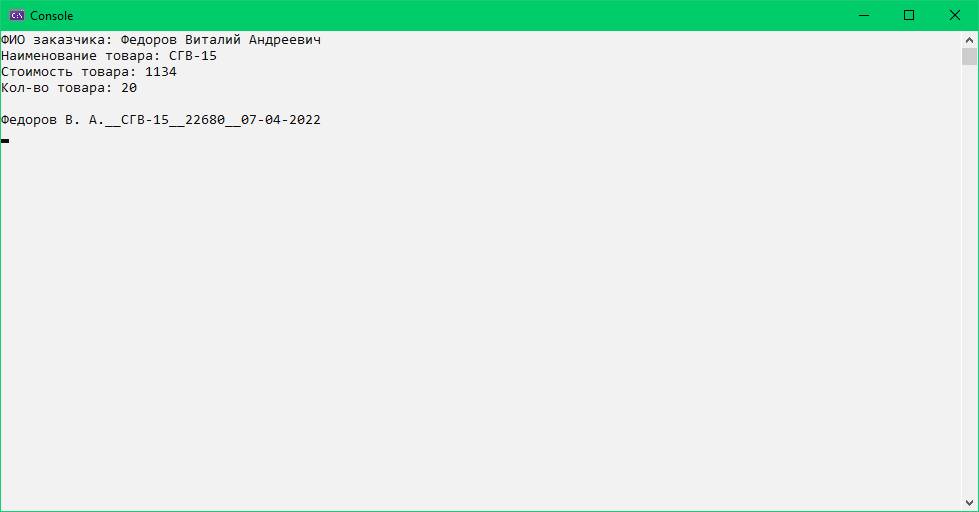 Console
ФИО заказчика: Федоров Виталий Андреевич
Наименование товара: СГВ-15
Стоимость товара: 1134
Кол-во товара: 20
Федоров В. А.__СГВ-15__22680__07-04-2022